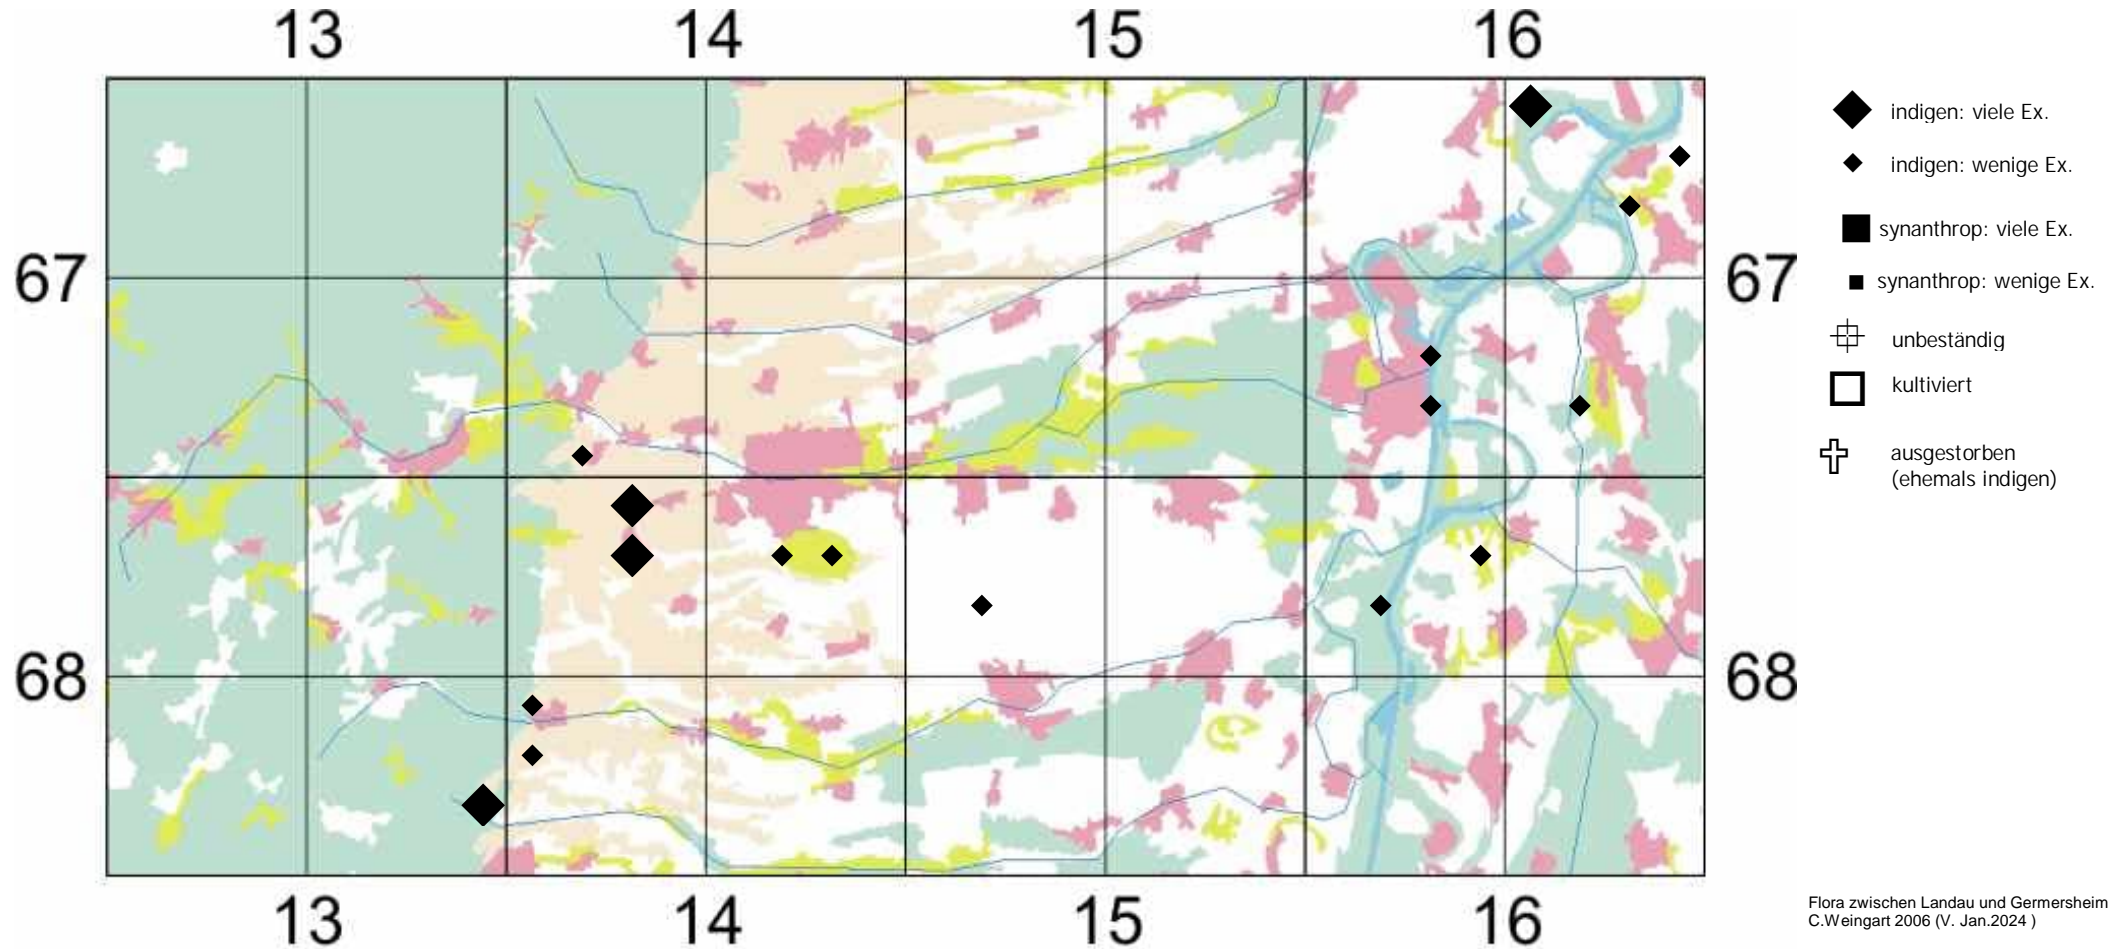 13 14 15 16
67 67
68 68
13 14 15 16
indigen: viele Ex.
indigen: wenige Ex.
synanthrop: viele Ex.
synanthrop: wenige Ex.
unbeständig
kultiviert
ausgestorben
(ehemals indigen)
Flora zwischen Landau und Germersheim
C.Weingart 2006 (V. Jan.2024 )